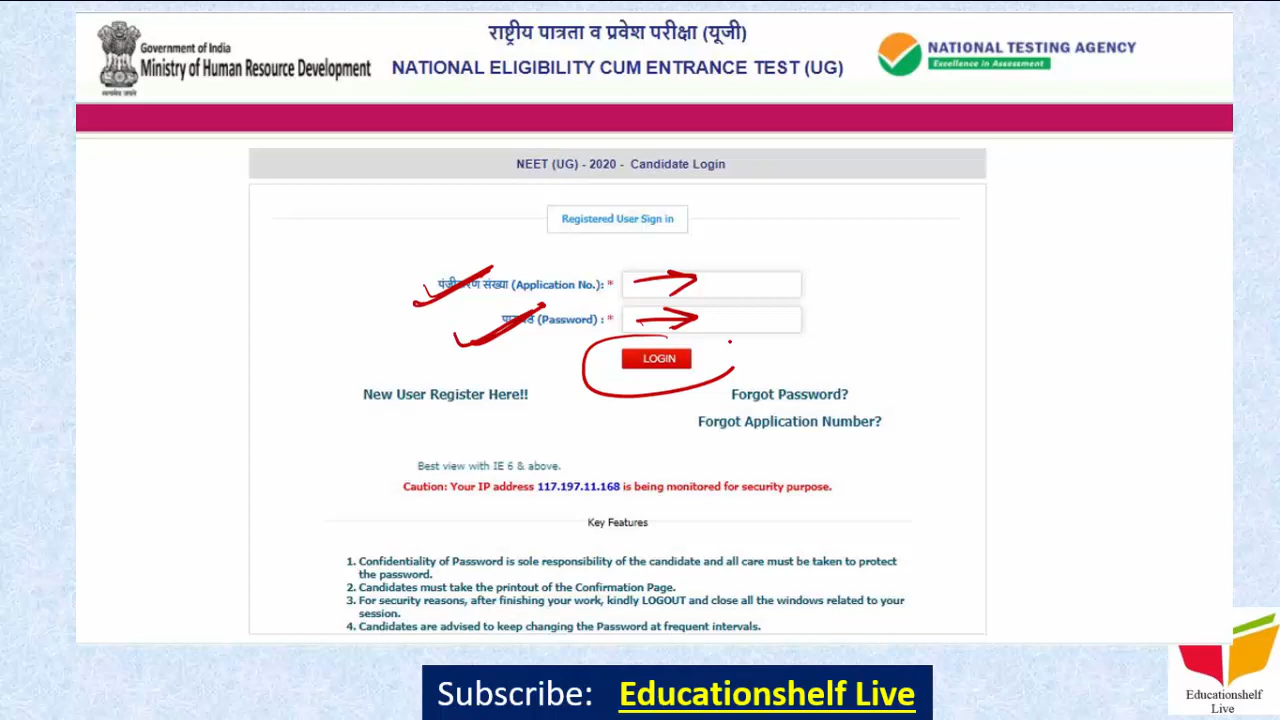 Government of India
Ministry of Human Resource Development
सत्यमेव जयते
राष्ट्रीय पात्रता व प्रवेश परीक्षा (यूजी)
NATIONAL ELIGIBILITY CUM ENTRANCE TEST (UG)
NATIONAL TESTING AGENCY
Excellence in Assessment
NEET (UG) - 2020 - Candidate Login
Registered User Sign in
पंजीकरण संख्या (Application No.): *
(Password) : *
LOGIN
New User Register Here!!
Forgot Password?
Forgot Application Number?
Best view with IE 6 & above.
Caution: Your IP address 117.197.11.168 is being monitored for security purpose.
Key Features
1. Confidentiality of Password is sole responsibility of the candidate and all care must be taken to protect
the password.
2. Candidates must take the printout of the Confirmation Page.
3. For security reasons, after finishing your work, kindly LOGOUT and close all the windows related to your
session.
4. Candidates are advised to keep changing the Password at frequent intervals.
Subscribe: Educationshelf Live
Educationshelf
Live